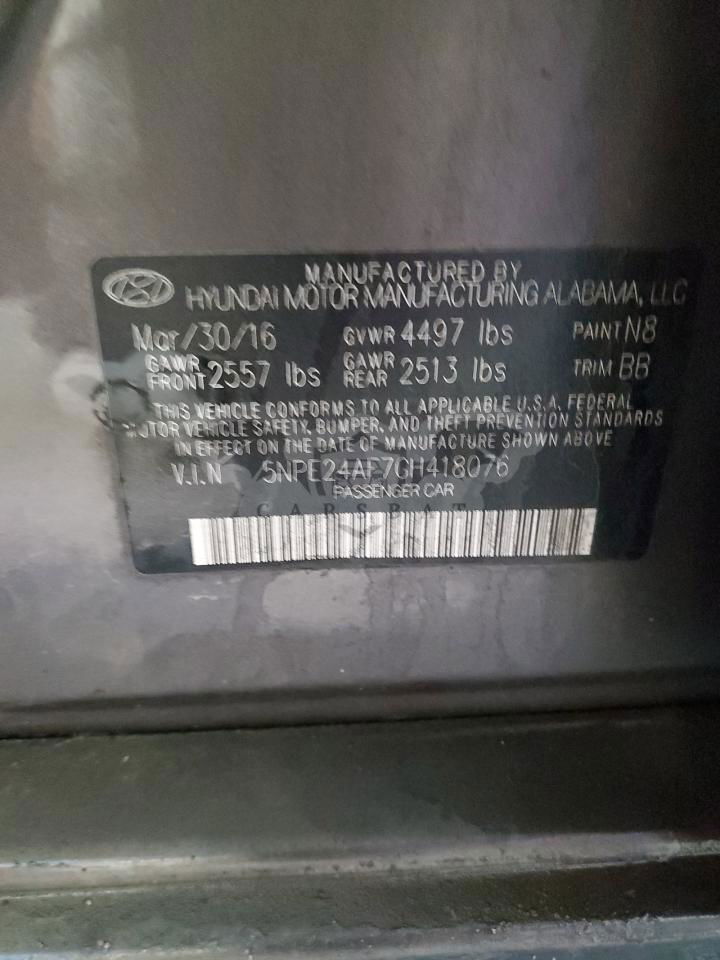 MANUFACTURED BY
HYUNDAI MOTOR MANUFACTURING ALABAMA, LLC
Mar/30/16 GVWR 4497 lbs PAINT N8
GAWR FRONT 2557 lbs GAWR REAR 2513 lbs TRIM BB
THIS VEHICLE CONFORMS TO ALL APPLICABLE U.S.A. FEDERAL
MOTOR VEHICLE SAFETY, BUMPER, AND THEFT PREVENTION STANDARDS
IN EFFECT ON THE DATE OF MANUFACTURE SHOWN ABOVE
V.I.N 5NPE24AF7GH418076
PASSENGER CAR